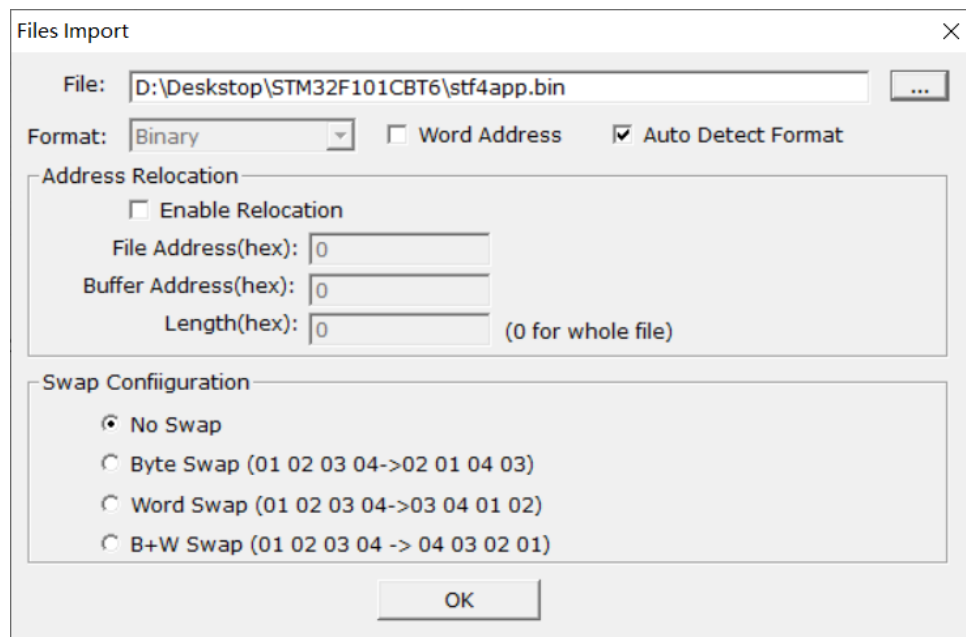 Files Import
File: D:\Deskstop\STM32F101CBT6\stf4app.bin ...
Format: Binary Word Address Auto Detect Format
Address Relocation
Enable Relocation
File Address(hex): 0
Buffer Address(hex): 0
Length(hex): 0 (0 for whole file)
Swap Confiiguration
No Swap
Byte Swap (01 02 03 04->02 01 04 03)
Word Swap (01 02 03 04->03 04 01 02)
B+W Swap (01 02 03 04 -> 04 03 02 01)
OK